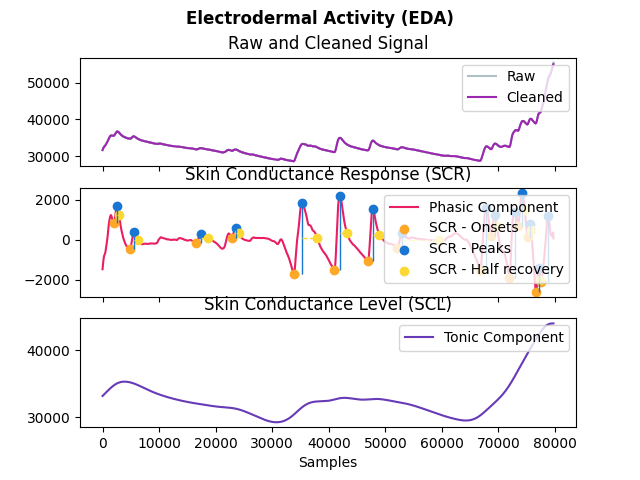 Electrodermal Activity (EDA)
Raw and Cleaned Signal
Raw
Cleaned
50000
40000
30000
Skin Conductance Response (SCR)
Phasic Component
SCR - Onsets
SCR - Peaks
SCR - Half recovery
2000
0
−2000
Skin Conductance Level (SCL)
Tonic Component
40000
30000
0 10000 20000 30000 40000 50000 60000 70000 80000
Samples